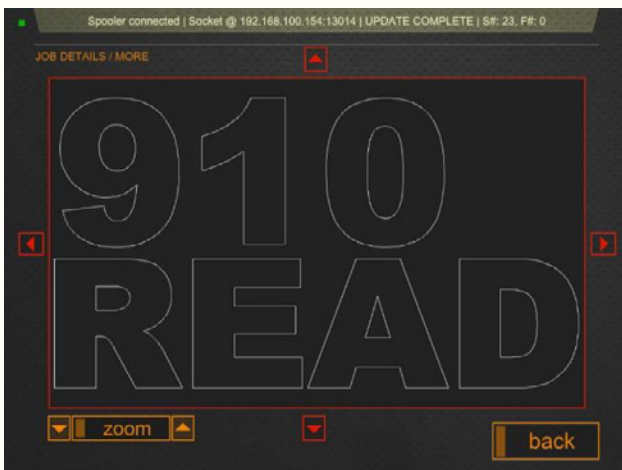 Spooler connected | Socket @ 192.168.100.154:13014 | UPDATE COMPLETE | S#: 23, F#: 0
JOB DETAILS / MORE
910
READ
zoom
back